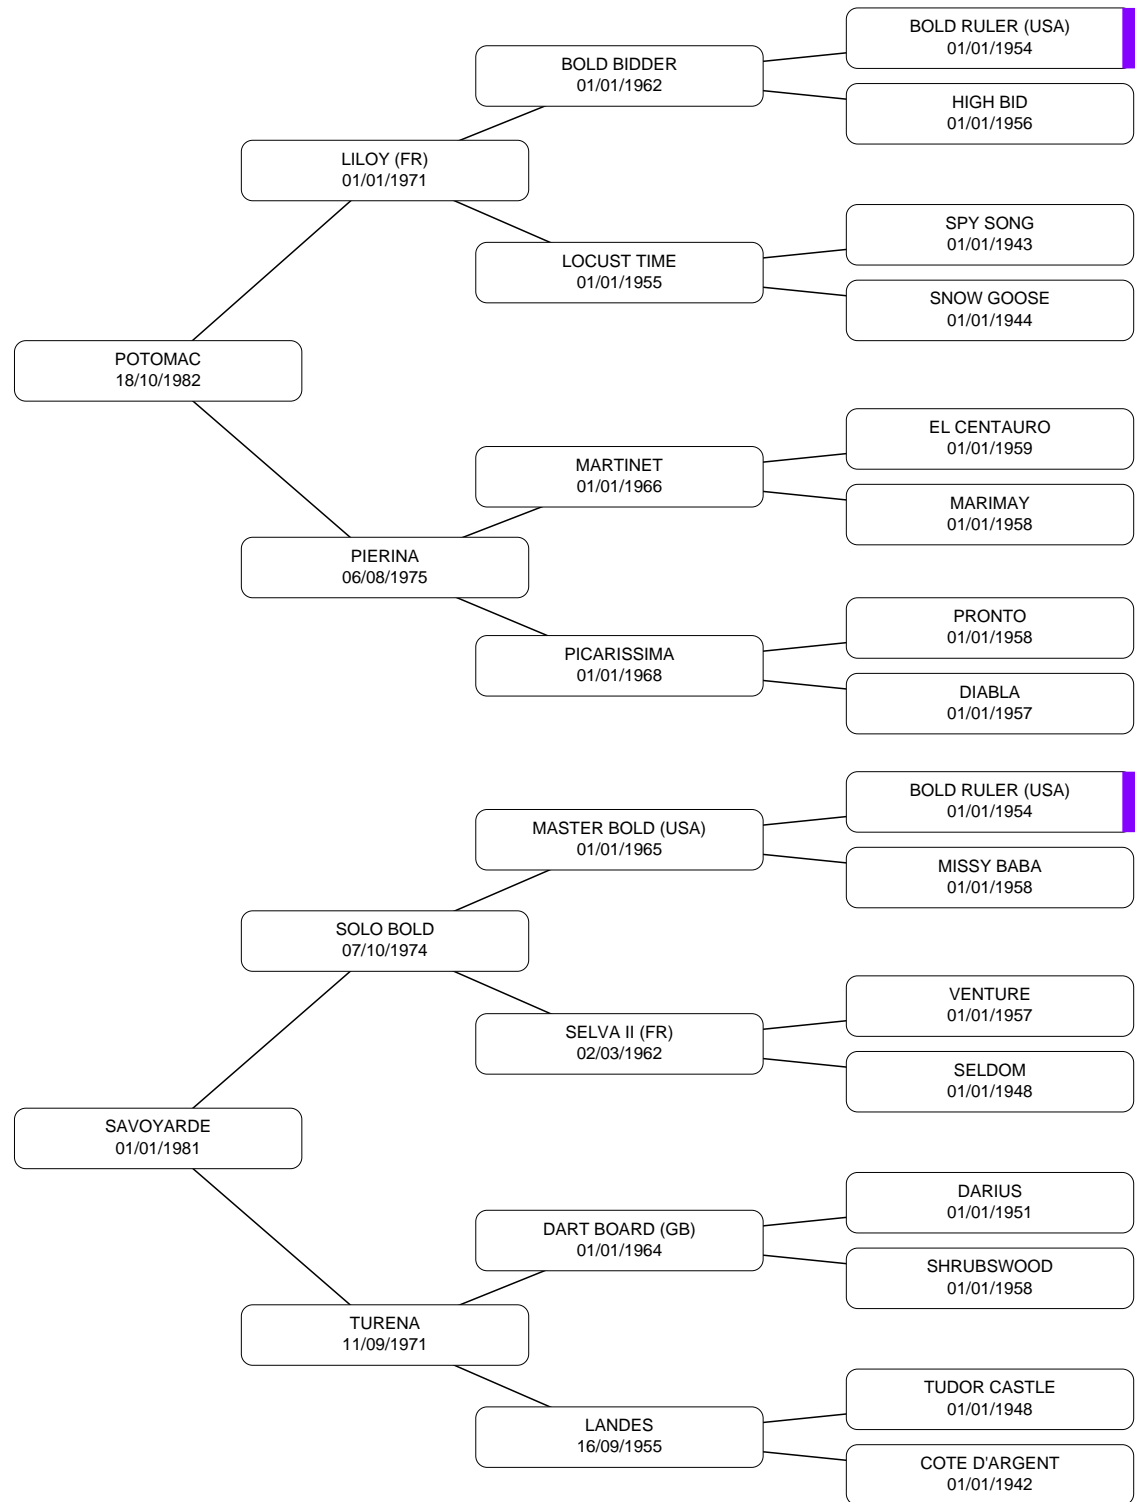 BOLD RULER (USA)
01/01/1954
BOLD BIDDER
01/01/1962
HIGH BID
01/01/1956
LILOY (FR)
01/01/1971
SPY SONG
01/01/1943
LOCUST TIME
01/01/1955
SNOW GOOSE
01/01/1944
POTOMAC
18/10/1982
EL CENTAURO
01/01/1959
MARTINET
01/01/1966
MARIMAY
01/01/1958
PIERINA
06/08/1975
PRONTO
01/01/1958
PICARISSIMA
01/01/1968
DIABLA
01/01/1957
BOLD RULER (USA)
01/01/1954
MASTER BOLD (USA)
01/01/1965
MISSY BABA
01/01/1958
SOLO BOLD
07/10/1974
VENTURE
01/01/1957
SELVA II (FR)
02/03/1962
SELDOM
01/01/1948
SAVOYARDE
01/01/1981
DARIUS
01/01/1951
DART BOARD (GB)
01/01/1964
SHRUBSWOOD
01/01/1958
TURENA
11/09/1971
TUDOR CASTLE
01/01/1948
LANDES
16/09/1955
COTE D'ARGENT
01/01/1942